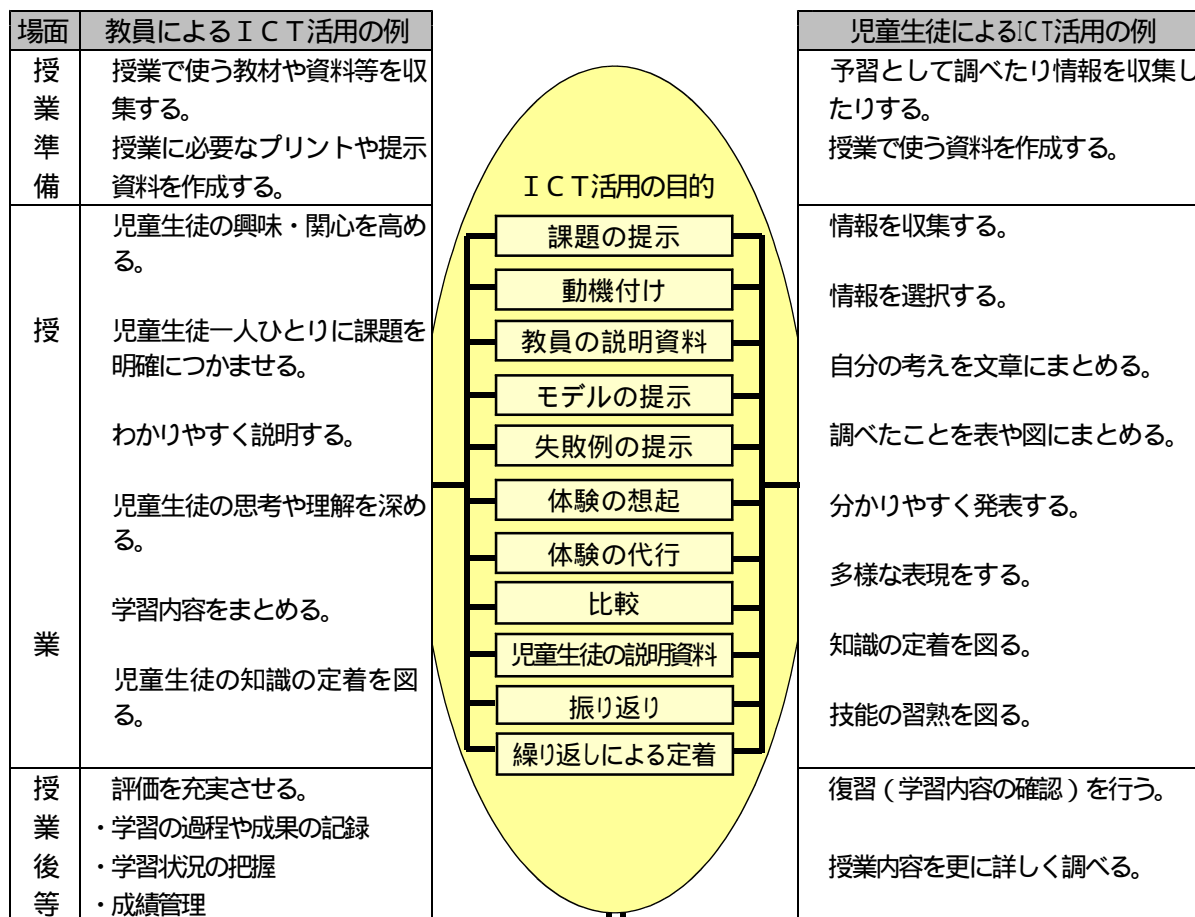 場面
教員によるＩＣＴ活用の例
授
業
準
備
授業で使う教材や資料等を収
集する。
授業に必要なプリントや提示
資料を作成する。
授
業
児童生徒の興味・関心を高め
る。
児童生徒一人ひとりに課題を
明確につかませる。
わかりやすく説明する。
児童生徒の思考や理解を深め
る。
学習内容をまとめる。
児童生徒の知識の定着を図
る。
授
業
後
等
評価を充実させる。
・学習の過程や成果の記録
・学習状況の把握
・成績管理
ＩＣＴ活用の目的
課題の提示
動機付け
教員の説明資料
モデルの提示
失敗例の提示
体験の想起
体験の代行
比較
児童生徒の説明資料
振り返り
繰り返しによる定着
児童生徒によるICT活用の例
予習として調べたり情報を収集し
たりする。
授業で使う資料を作成する。
情報を収集する。
情報を選択する。
自分の考えを文章にまとめる。
調べたことを表や図にまとめる。
分かりやすく発表する。
多様な表現をする。
知識の定着を図る。
技能の習熟を図る。
復習（学習内容の確認）を行う。
授業内容を更に詳しく調べる。